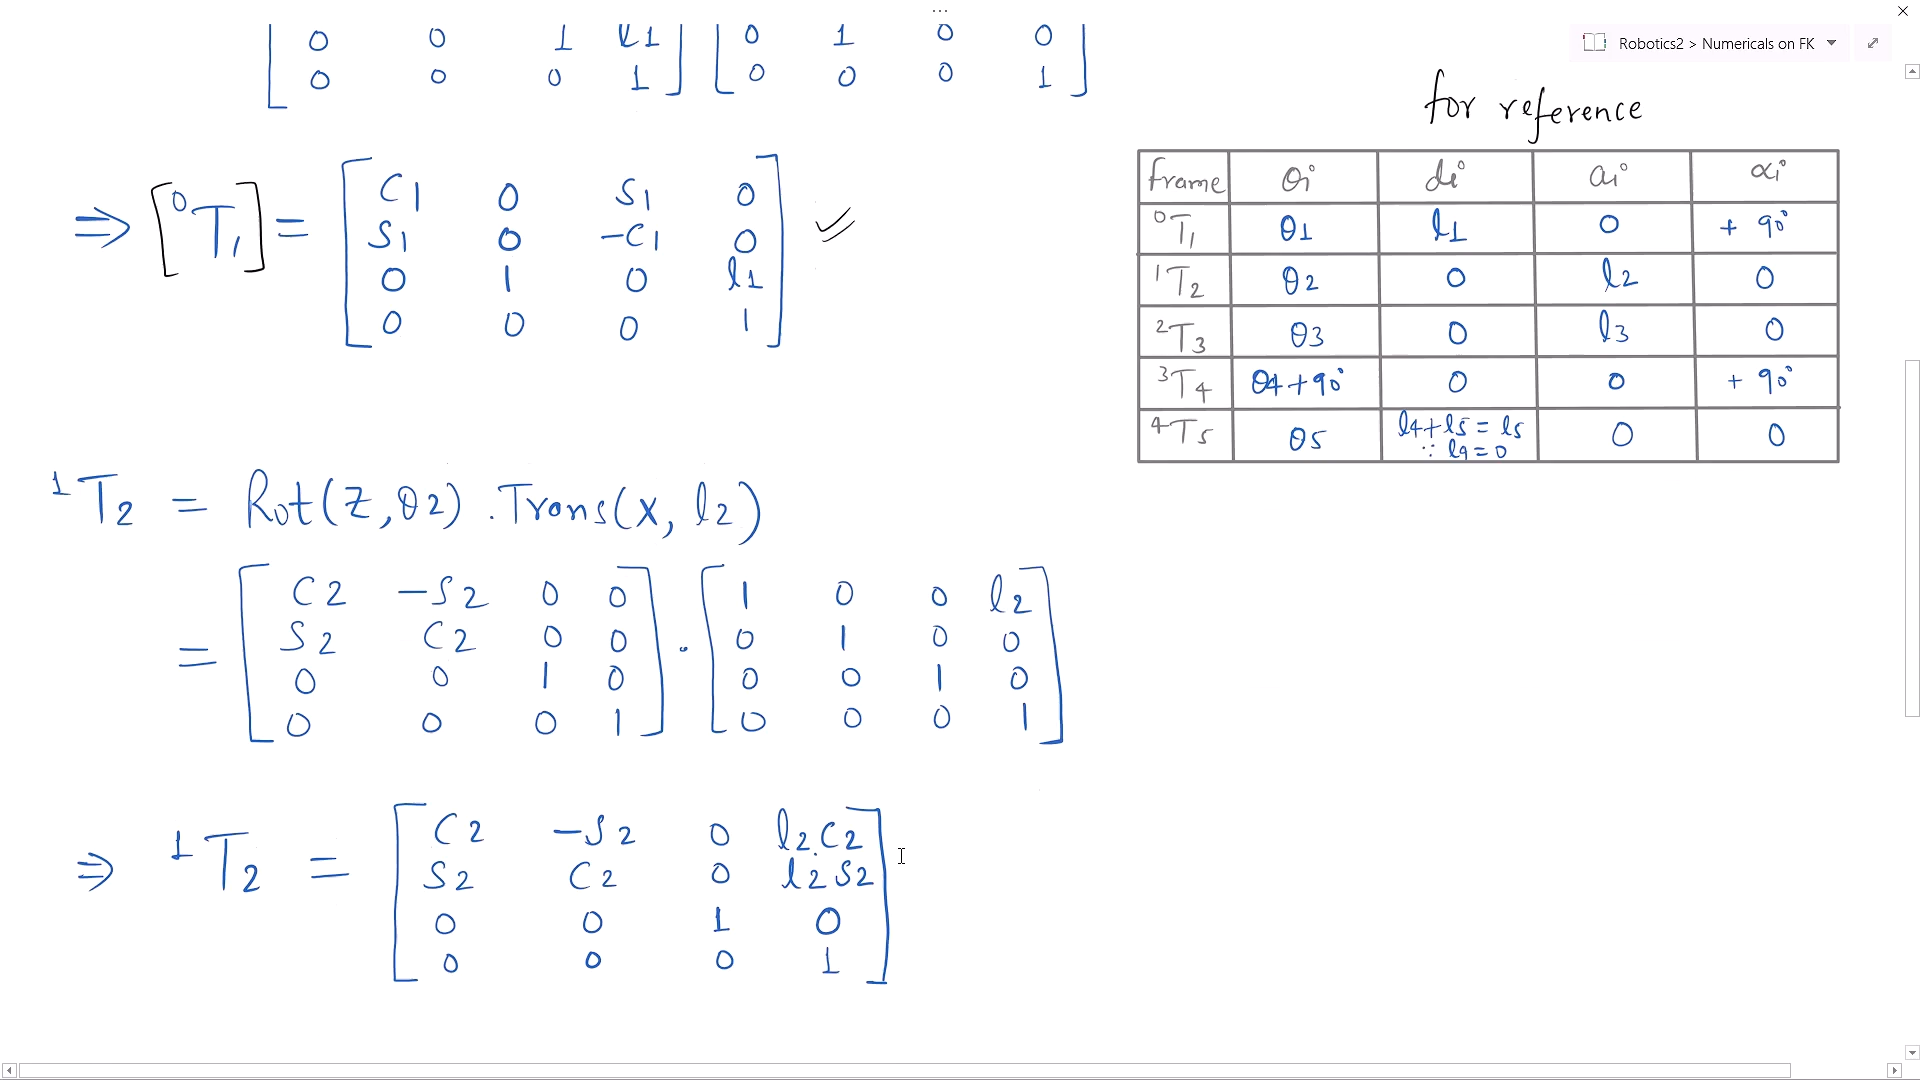 ...
Robotics2 > Numericals on FK
0 0 1 l1 0 1 0 0
0 0 0 1 0 0 0 1
for reference
frame θi di ai αi
0T1 θ1 l1 0 + 90°
1T2 θ2 0 l2 0
2T3 θ3 0 l3 0
3T4 θ4+90° 0 0 + 90°
4T5 θ5 l4+l5 = l5 0 0
∵ l4=0
⇒ [0T1] =
C1 0 S1 0
S1 0 -C1 0
0 1 0 l1
0 0 0 1
1T2 = Rot(Z,θ2) .Trans(x, l2)
=
C2 -S2 0 0 . 1 0 0 l2
S2 C2 0 0 0 1 0 0
0 0 1 0 0 0 1 0
0 0 0 1 0 0 0 1
⇒ 1T2 =
C2 -S2 0 l2.C2
S2 C2 0 l2 S2
0 0 1 0
0 0 0 1